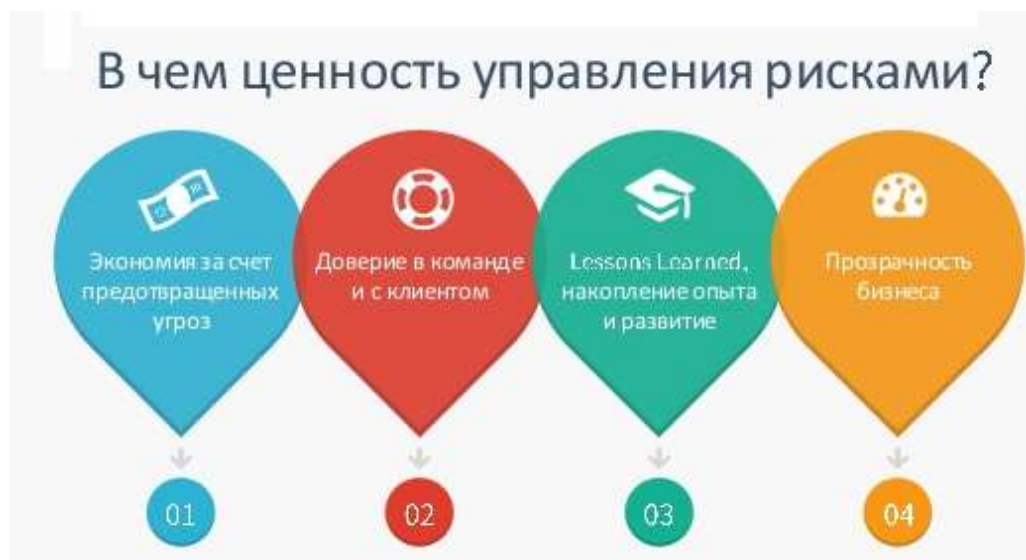 В чем ценность управления рисками?
Экономия за счет
предотвращенных
угроз
Доверие в команде
и с клиентом
Lessons Learned,
накопление опыта
и развитие
Прозрачность
бизнеса
01
02
03
04